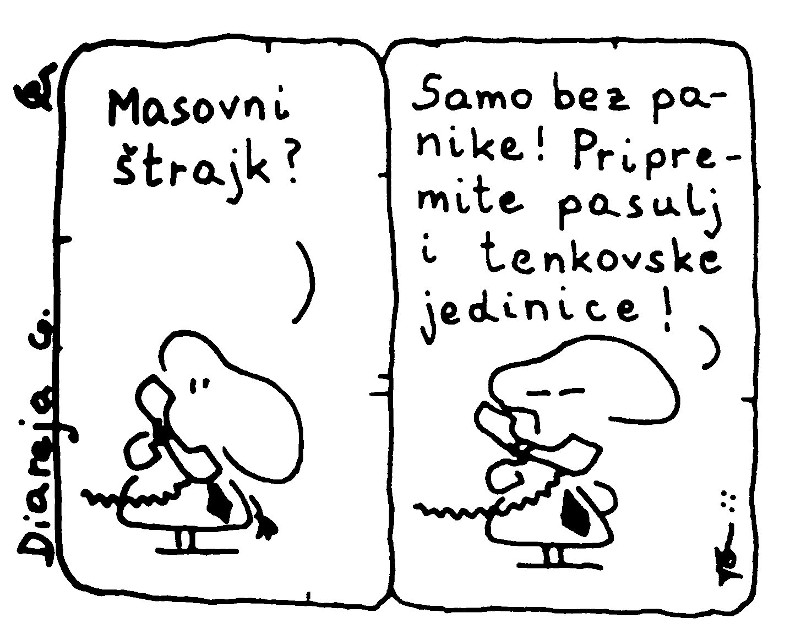 Diareja G.
Masovni
štrajk?
Samo bez pa-
nike! Pripre-
mite pasulj
i tenkovske
jedinice!